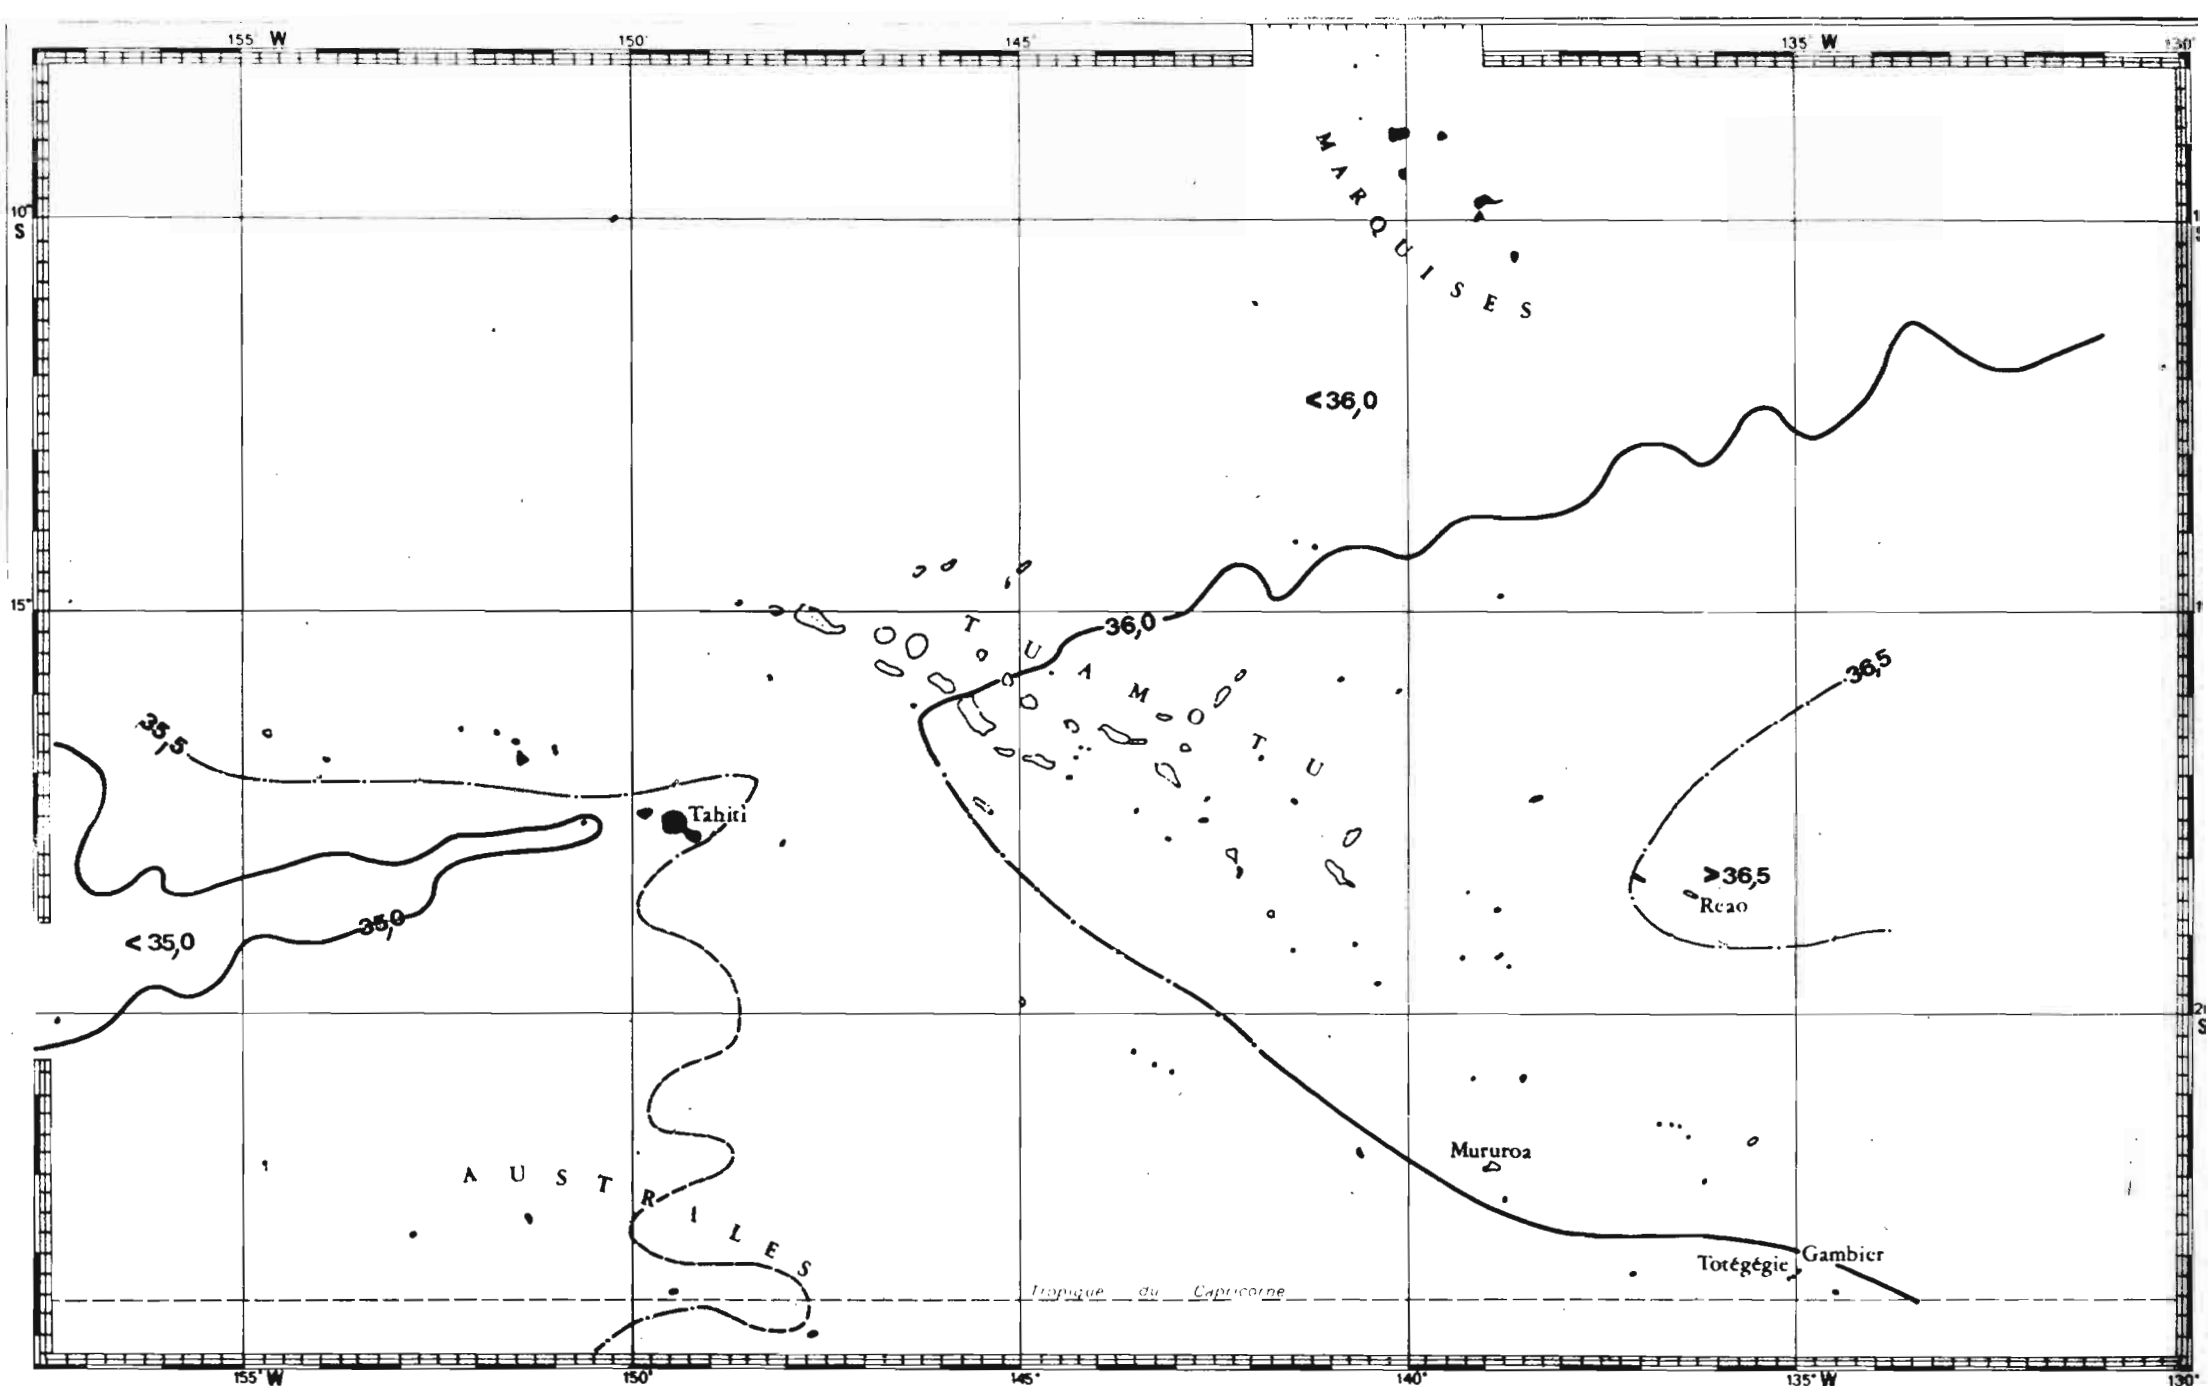 155° W
150°
145°
135° W
130°
MARQUISES
10°
S
<36,0
15°
TUAMOTU
36,0
36,5
35,5
Tahiti
>36,5
Reao
35,0
<35,0
S
Mururoa
AUSTRALES
Gambier
Totégégie
Tropique du Capricorne
155° W
150°
145°
140°
135° W
130°